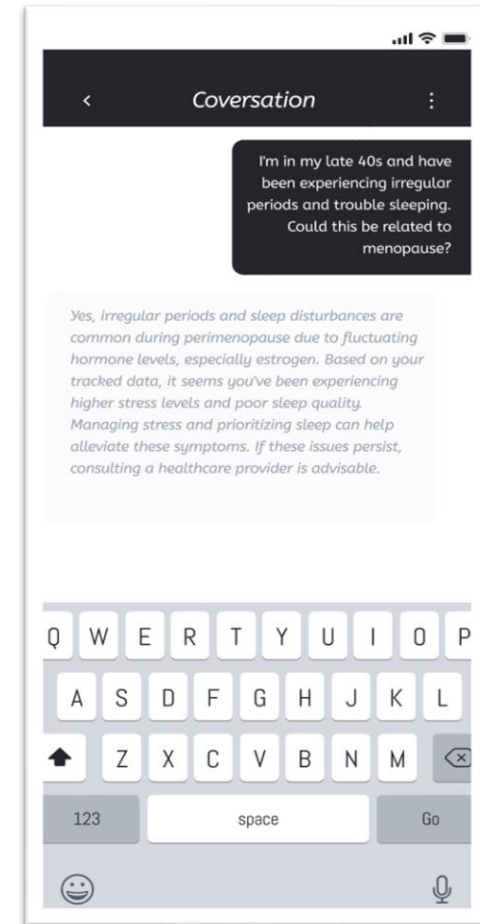 Coversation
I'm in my late 40s and have
been experiencing irregular
periods and trouble sleeping.
Could this be related to
menopause?
Yes, irregular periods and sleep disturbances are
common during perimenopause due to fluctuating
hormone levels, especially estrogen. Based on your
tracked data, it seems you've been experiencing
higher stress levels and poor sleep quality.
Managing stress and prioritizing sleep can help
alleviate these symptoms. If these issues persist,
consulting a healthcare provider is advisable.
Q W E R T Y U I O P
A S D F G H J K L
Z X C V B N M
123 space Go